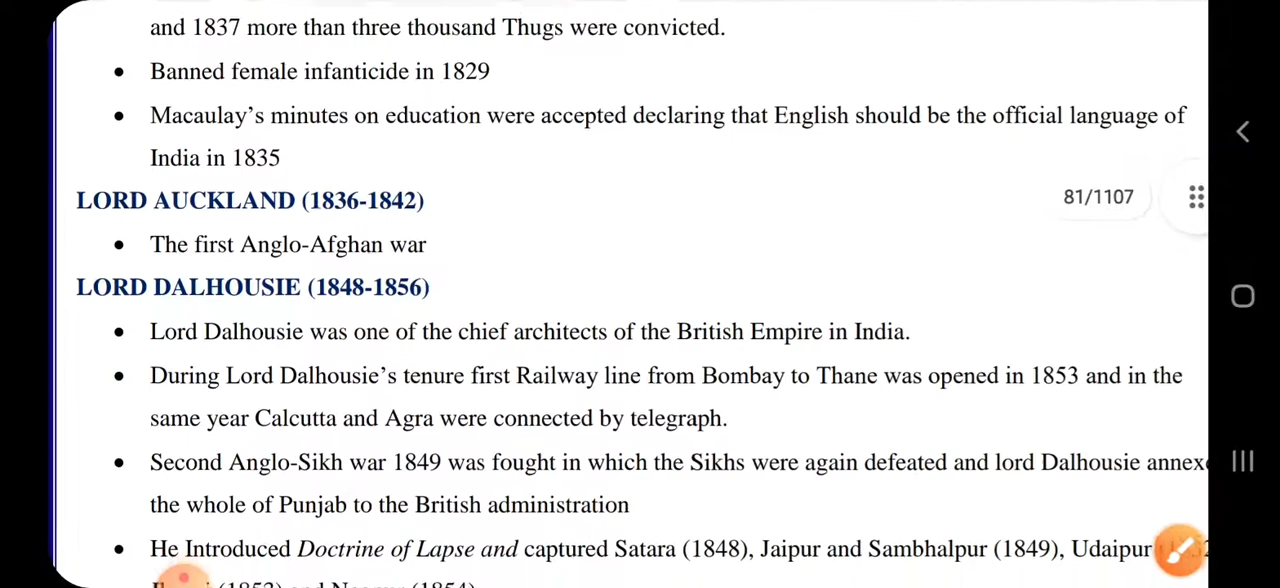 and 1837 more than three thousand Thugs were convicted.
• Banned female infanticide in 1829
• Macaulay's minutes on education were accepted declaring that English should be the official language of
India in 1835
LORD AUCKLAND (1836-1842)
81/1107
• The first Anglo-Afghan war
LORD DALHOUSIE (1848-1856)
• Lord Dalhousie was one of the chief architects of the British Empire in India.
• During Lord Dalhousie's tenure first Railway line from Bombay to Thane was opened in 1853 and in the
same year Calcutta and Agra were connected by telegraph.
• Second Anglo-Sikh war 1849 was fought in which the Sikhs were again defeated and lord Dalhousie annex
the whole of Punjab to the British administration
• He Introduced Doctrine of Lapse and captured Satara (1848), Jaipur and Sambhalpur (1849), Udaipur